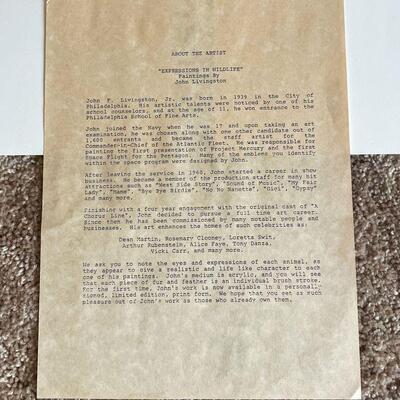 ABOUT THE ARTIST
"EXPRESSIONS IN WILDLIFE"
Paintings By
John Livingston
John F. Livingston, Jr. was born in 1939 in the City of
Philadelphia. His artistic talents were noticed by one of his
school counselors, and at the age of 11, he won entrance to the
Philadelphia School of Fine Arts.
John joined the Navy when he was 17 and upon taking an art
examination, he was chosen along with one other candidate out of
1,600 entrants and became the staff artist for the
Commander-in-Chief of the Atlantic Fleet. He was responsible for
painting the first presentation of Project Mercury and the first
Space Flight for the Pentagon. Many of the emblems you identify
within the space program were designed by John.
After leaving the service in 1960, John started a career in show
business. He became a member of the production staff for many hit
attractions such as "West Side Story", "Sound of Music", "My Fair
Lady", "Mame", "Bye Bye Birdie", "No No Nanette", "Gigi", "Gypsy"
and many more.
Finishing with a four year engagement with the original cast of "A
Chorus Line", John decided to pursue a full time art career.
Since then he has been commissioned by many notable people and
businesses. His art enhances the homes of such celebrities as:
Dean Martin, Rosemary Clooney, Loretta Swit,
Arthur Rubenstein, Alice Faye, Tony Danza,
Vicki Carr, and many more.
We ask you to note the eyes and expressions of each animal, as
they appear to give a realistic and life like character to each
one of his paintings. John's medium is acrylic, and you will see
that each piece of fur and feather is an individual brush stroke.
For the first time, John's work is now available in a personally
signed, limited edition, print form. We hope that you get as much
pleasure out of John's work as those who already own them.